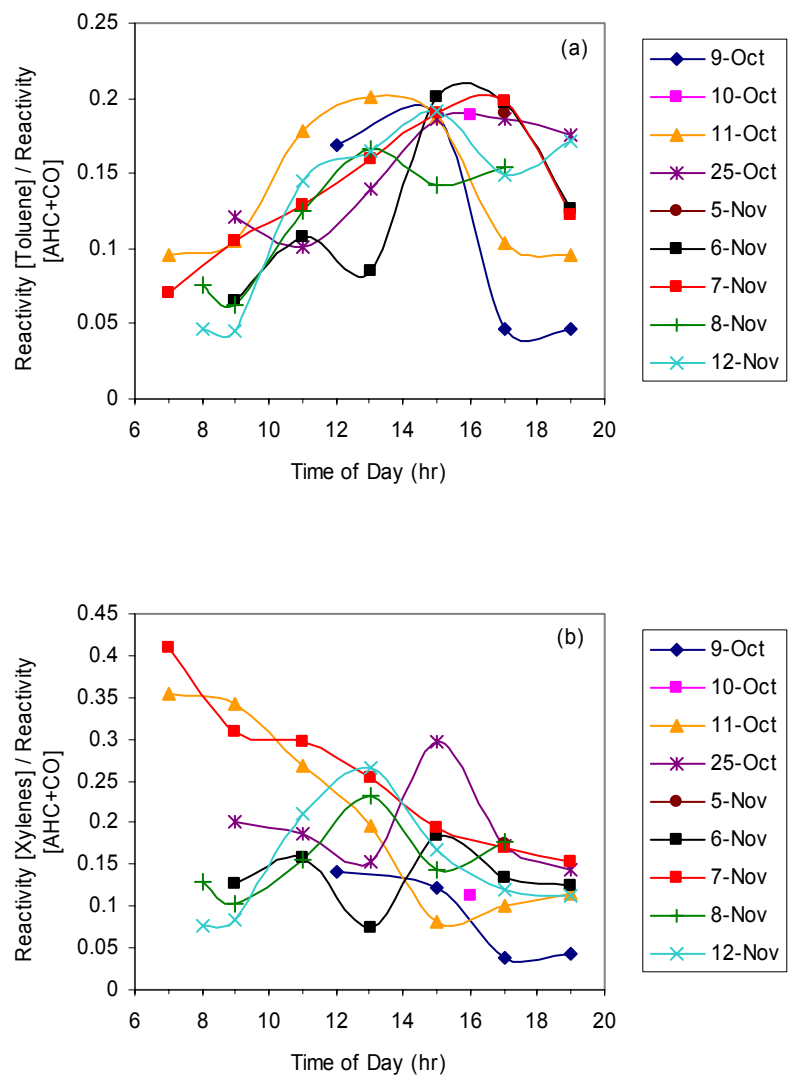 (a)
Reactivity [Toluene] / Reactivity
[AHC+CO]
0.25
0.2
0.15
0.1
0.05
0
6 8 10 12 14 16 18 20
Time of Day (hr)
9-Oct
10-Oct
11-Oct
25-Oct
5-Nov
6-Nov
7-Nov
8-Nov
12-Nov
(b)
Reactivity [Xylenes] / Reactivity
[AHC+CO]
0.45
0.4
0.35
0.3
0.25
0.2
0.15
0.1
0.05
0
6 8 10 12 14 16 18 20
Time of Day (hr)
9-Oct
10-Oct
11-Oct
25-Oct
5-Nov
6-Nov
7-Nov
8-Nov
12-Nov